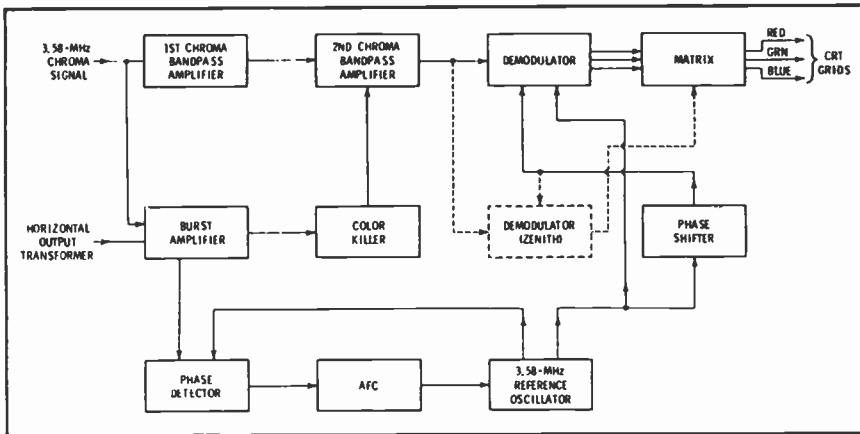 3.58-MHz
CHROMA
SIGNAL
1ST CHROMA
BANDPASS
AMPLIFIER
2ND CHROMA
BANDPASS
AMPLIFIER
DEMODULATOR
MATRIX
RED
GRN
BLUE
CRT
GRIDS
HORIZONTAL
OUTPUT
TRANSFORMER
BURST
AMPLIFIER
COLOR
KILLER
DEMODULATOR
(ZENITH)
PHASE
SHIFTER
PHASE
DETECTOR
AFC
3.58-MHz
REFERENCE
OSCILLATOR